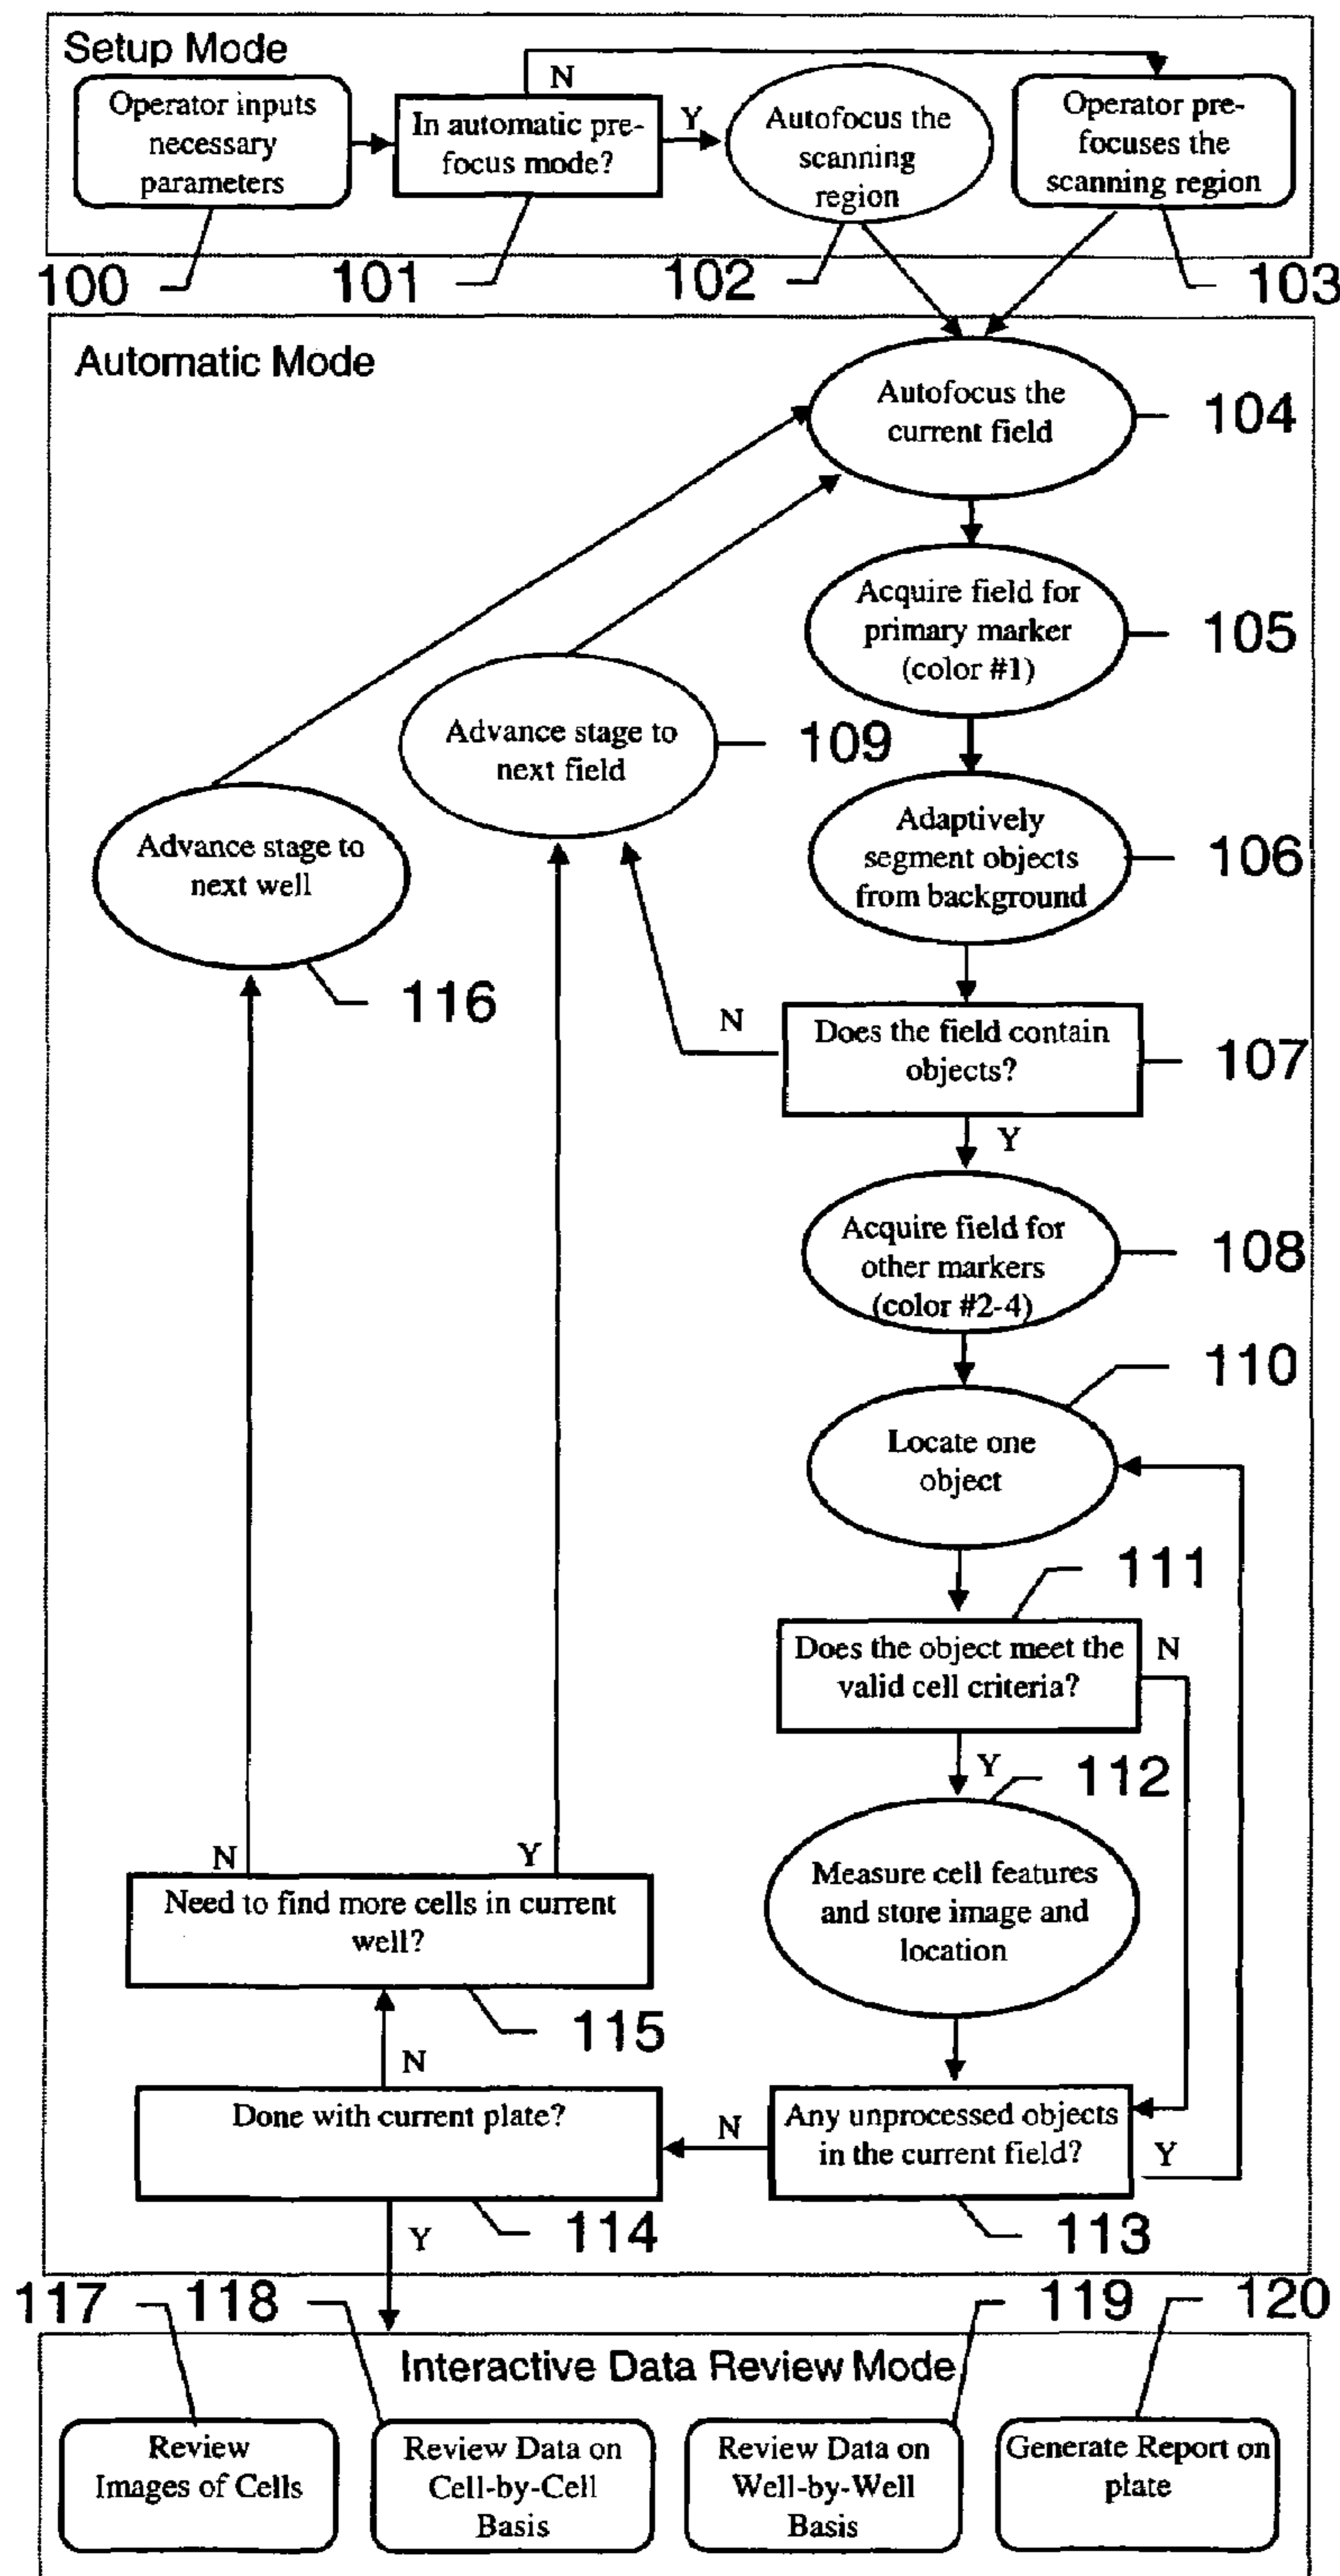 Setup Mode
Operator inputs
necessary
parameters
In automatic pre-
focus mode?
N
Y
Autofocus the
scanning
region
Operator pre-
focuses the
scanning region
100
101
102
103
Automatic Mode
Autofocus the
current field
104
Acquire field for
primary marker
(color #1)
105
Advance stage to
next field
109
Adaptively
segment objects
from background
106
Advance stage to
next well
116
N
Does the field contain
objects?
107
Y
Acquire field for
other markers
(color #2-4)
108
110
Locate one
object
111
Does the object meet the
valid cell criteria?
N
Y
112
Measure cell features
and store image and
location
N
Y
Need to find more cells in current
well?
115
N
Done with current plate?
N
Any unprocessed objects
in the current field?
Y
114
113
Y
117
118
119
120
Interactive Data Review Mode
Review
Images of Cells
Review Data on
Cell-by-Cell
Basis
Review Data on
Well-by-Well
Basis
Generate Report on
plate